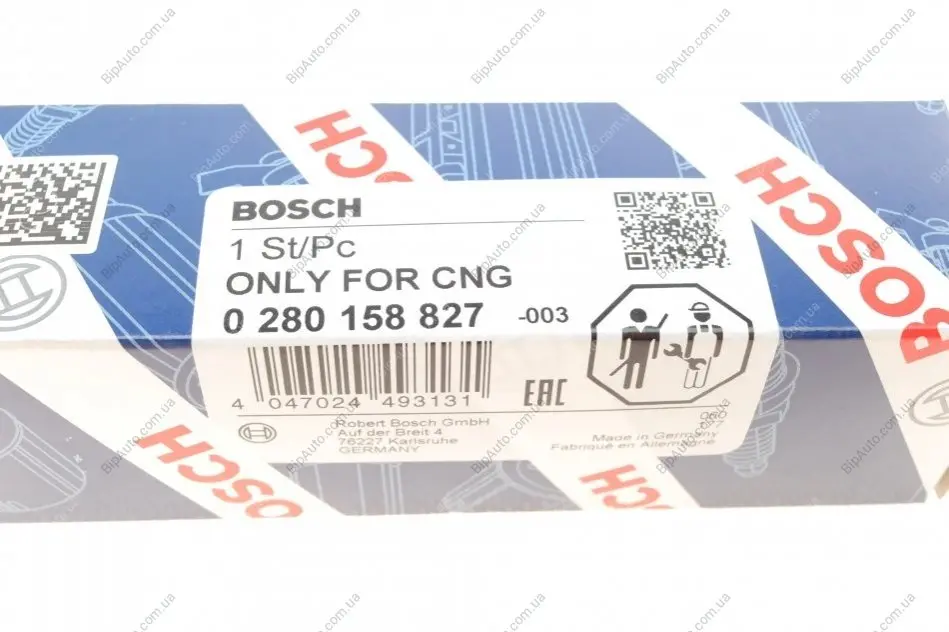 BOSCH
BOSCH
BOSCH
1 St/Pc
ONLY FOR CNG
0 280 158 827 -003
4 047024 493131
EAC
Robert Bosch GmbH
Auf der Breit 4
76227 Karlsruhe
GERMANY
Made in Germany
Fabriqué en Allemagne
BOSCH
BOSCH
BOSCH
BipAuto.com.ua